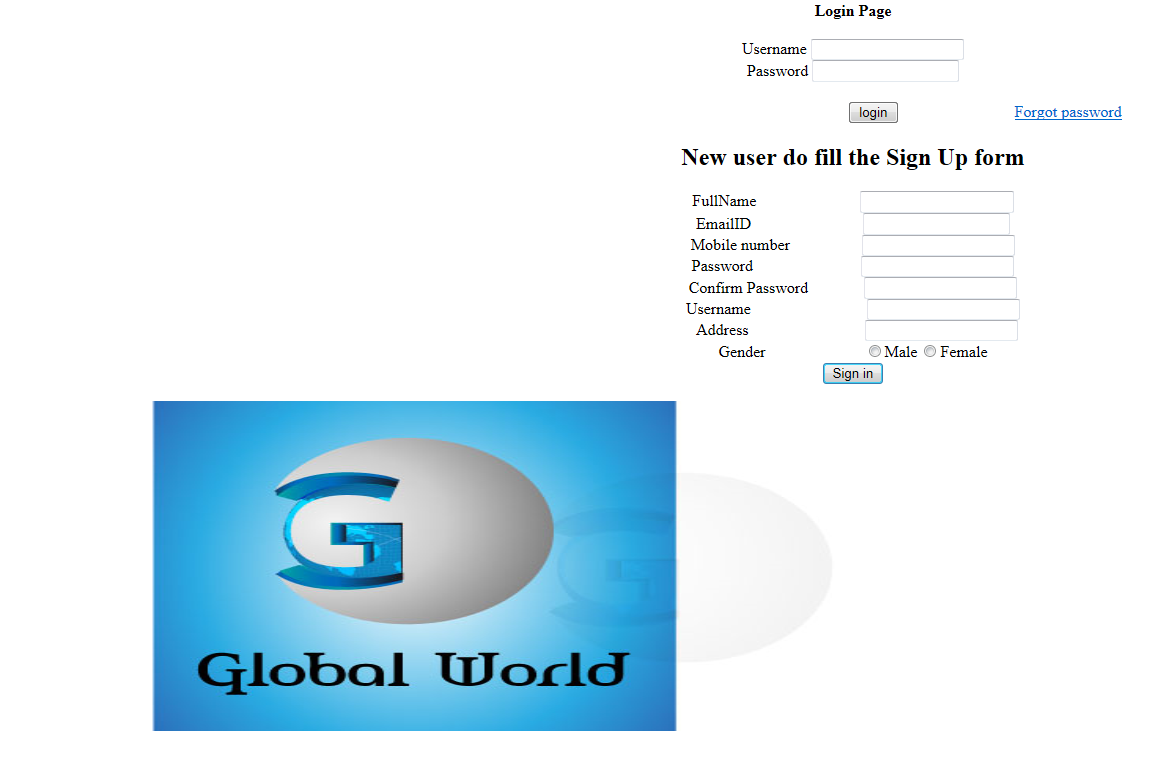 Login Page
Username
Password
login Forgot password
New user do fill the Sign Up form
FullName
EmailID
Mobile number
Password
Confirm Password
Username
Address
Gender Male Female
Sign in
G
Global World